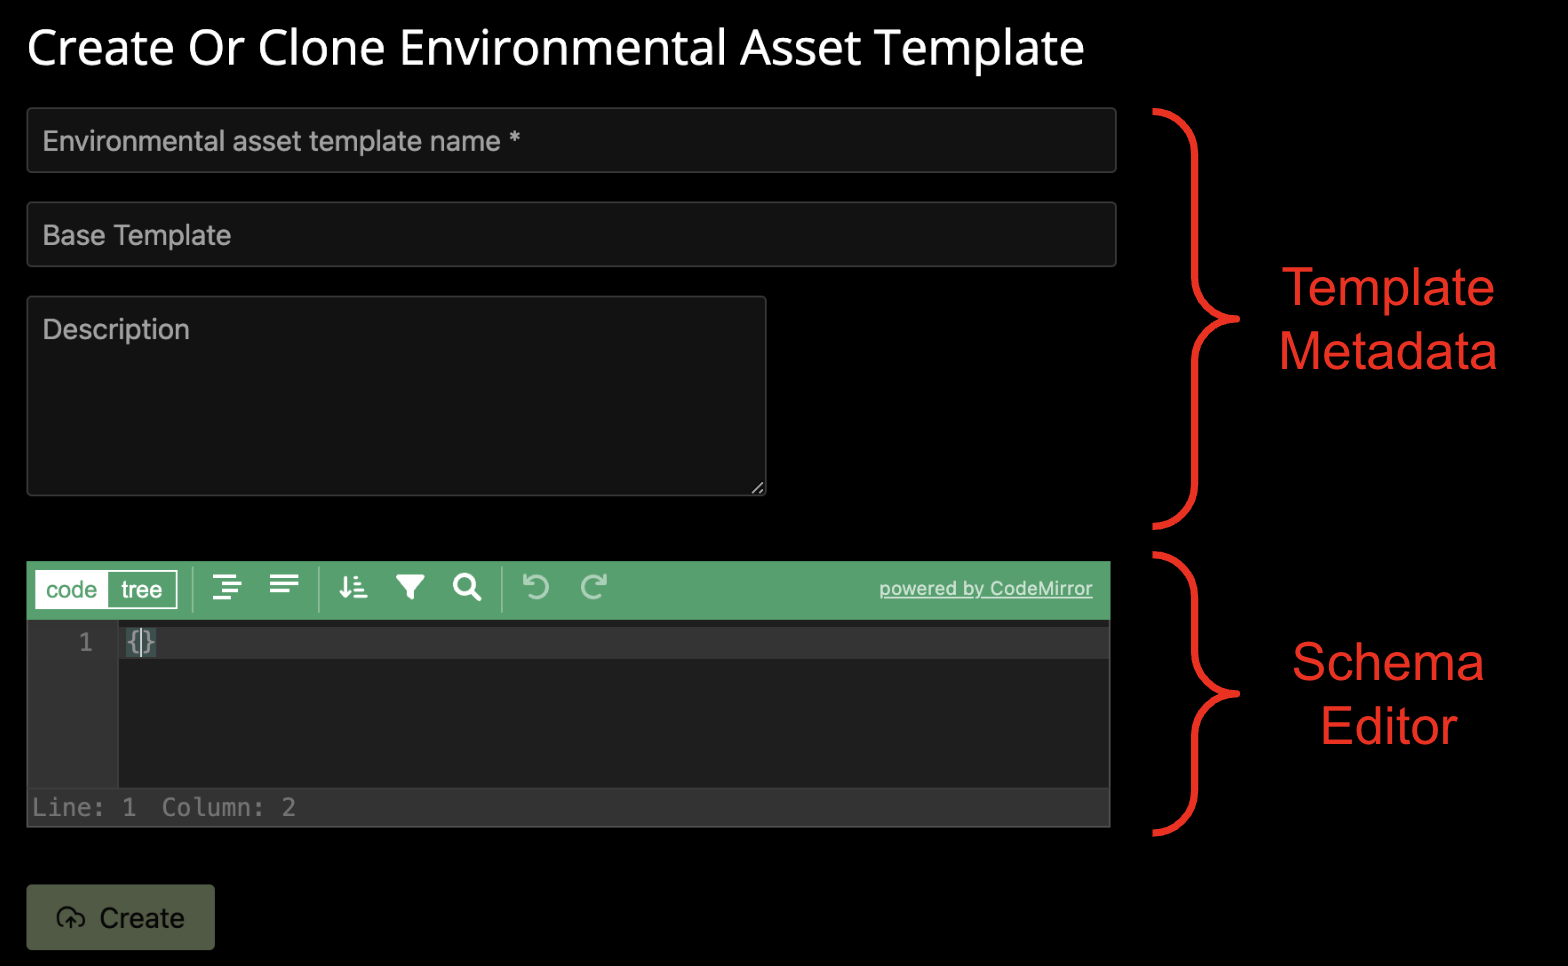 Create Or Clone Environmental Asset Template
Environmental asset template name *
Base Template
Description
Template
Metadata
code tree powered by CodeMirror
1 {}
Line: 1 Column: 2
Schema
Editor
Create